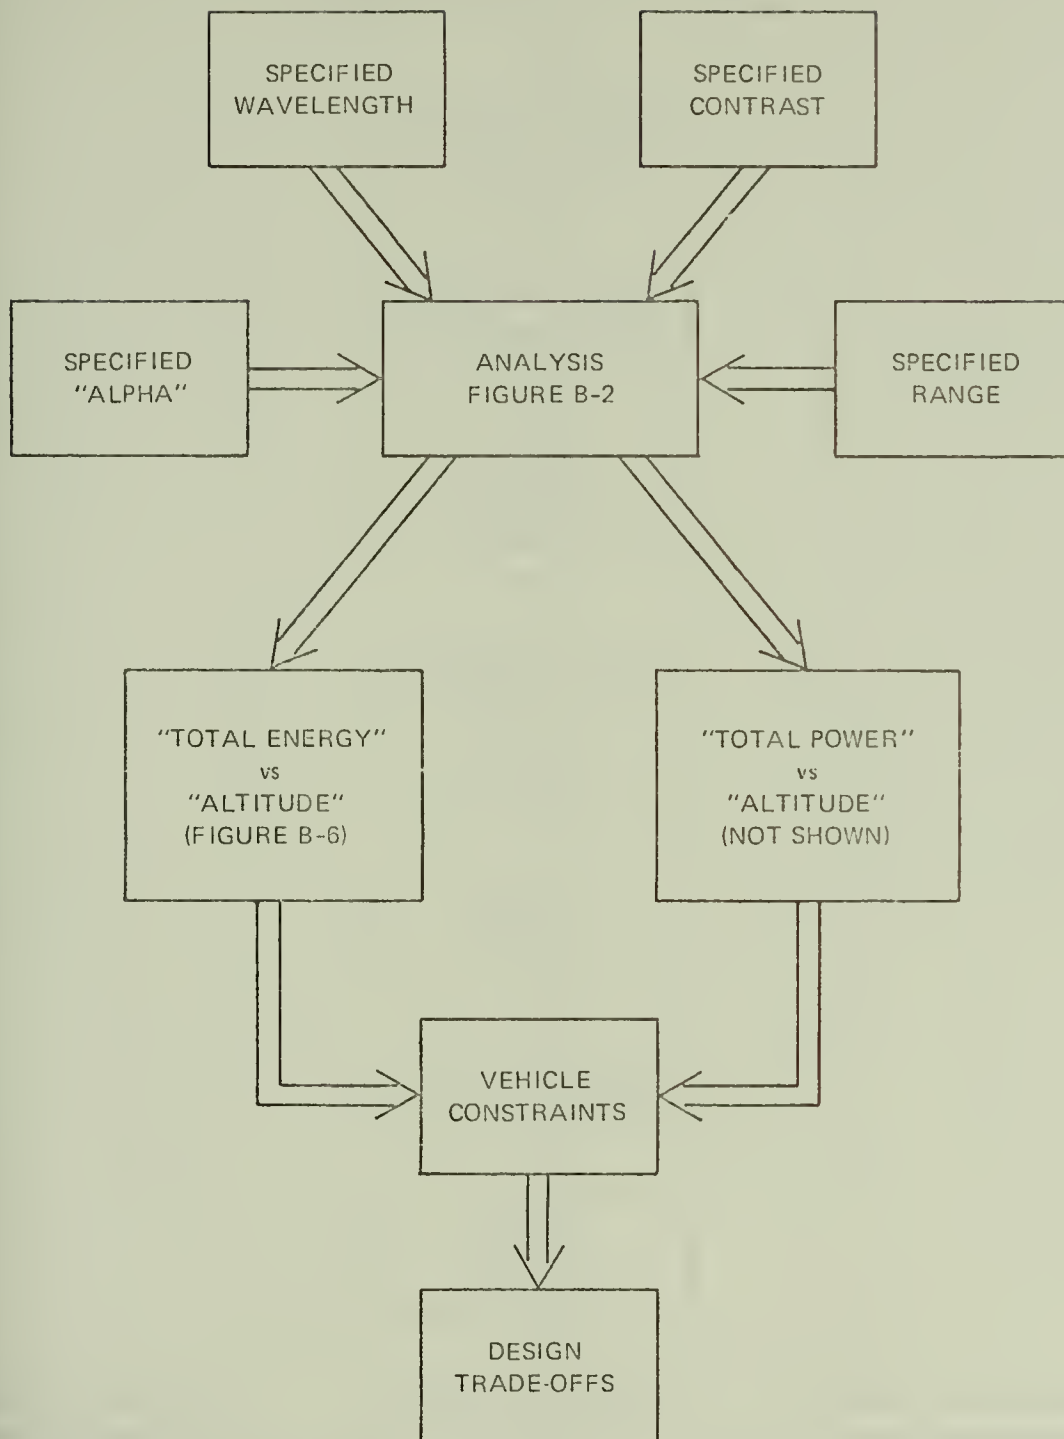 SPECIFIED
WAVELENGTH
SPECIFIED
CONTRAST
SPECIFIED
"ALPHA"
ANALYSIS
FIGURE B-2
SPECIFIED
RANGE
"TOTAL ENERGY"
vs
"ALTITUDE"
(FIGURE B-6)
"TOTAL POWER"
vs
"ALTITUDE"
(NOT SHOWN)
VEHICLE
CONSTRAINTS
DESIGN
TRADE-OFFS